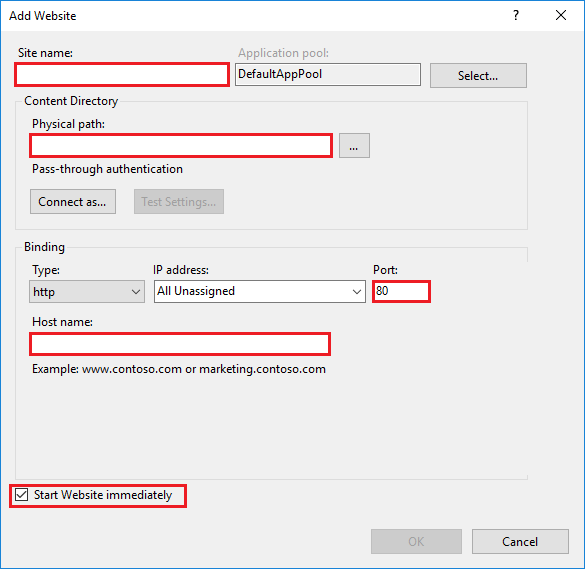 Add Website
Site name: Application pool:
DefaultAppPool Select...
Content Directory
Physical path:
...
Pass-through authentication
Connect as... Test Settings...
Binding
Type: IP address: Port:
http All Unassigned 80
Host name:
Example: www.contoso.com or marketing.contoso.com
Start Website immediately
OK Cancel